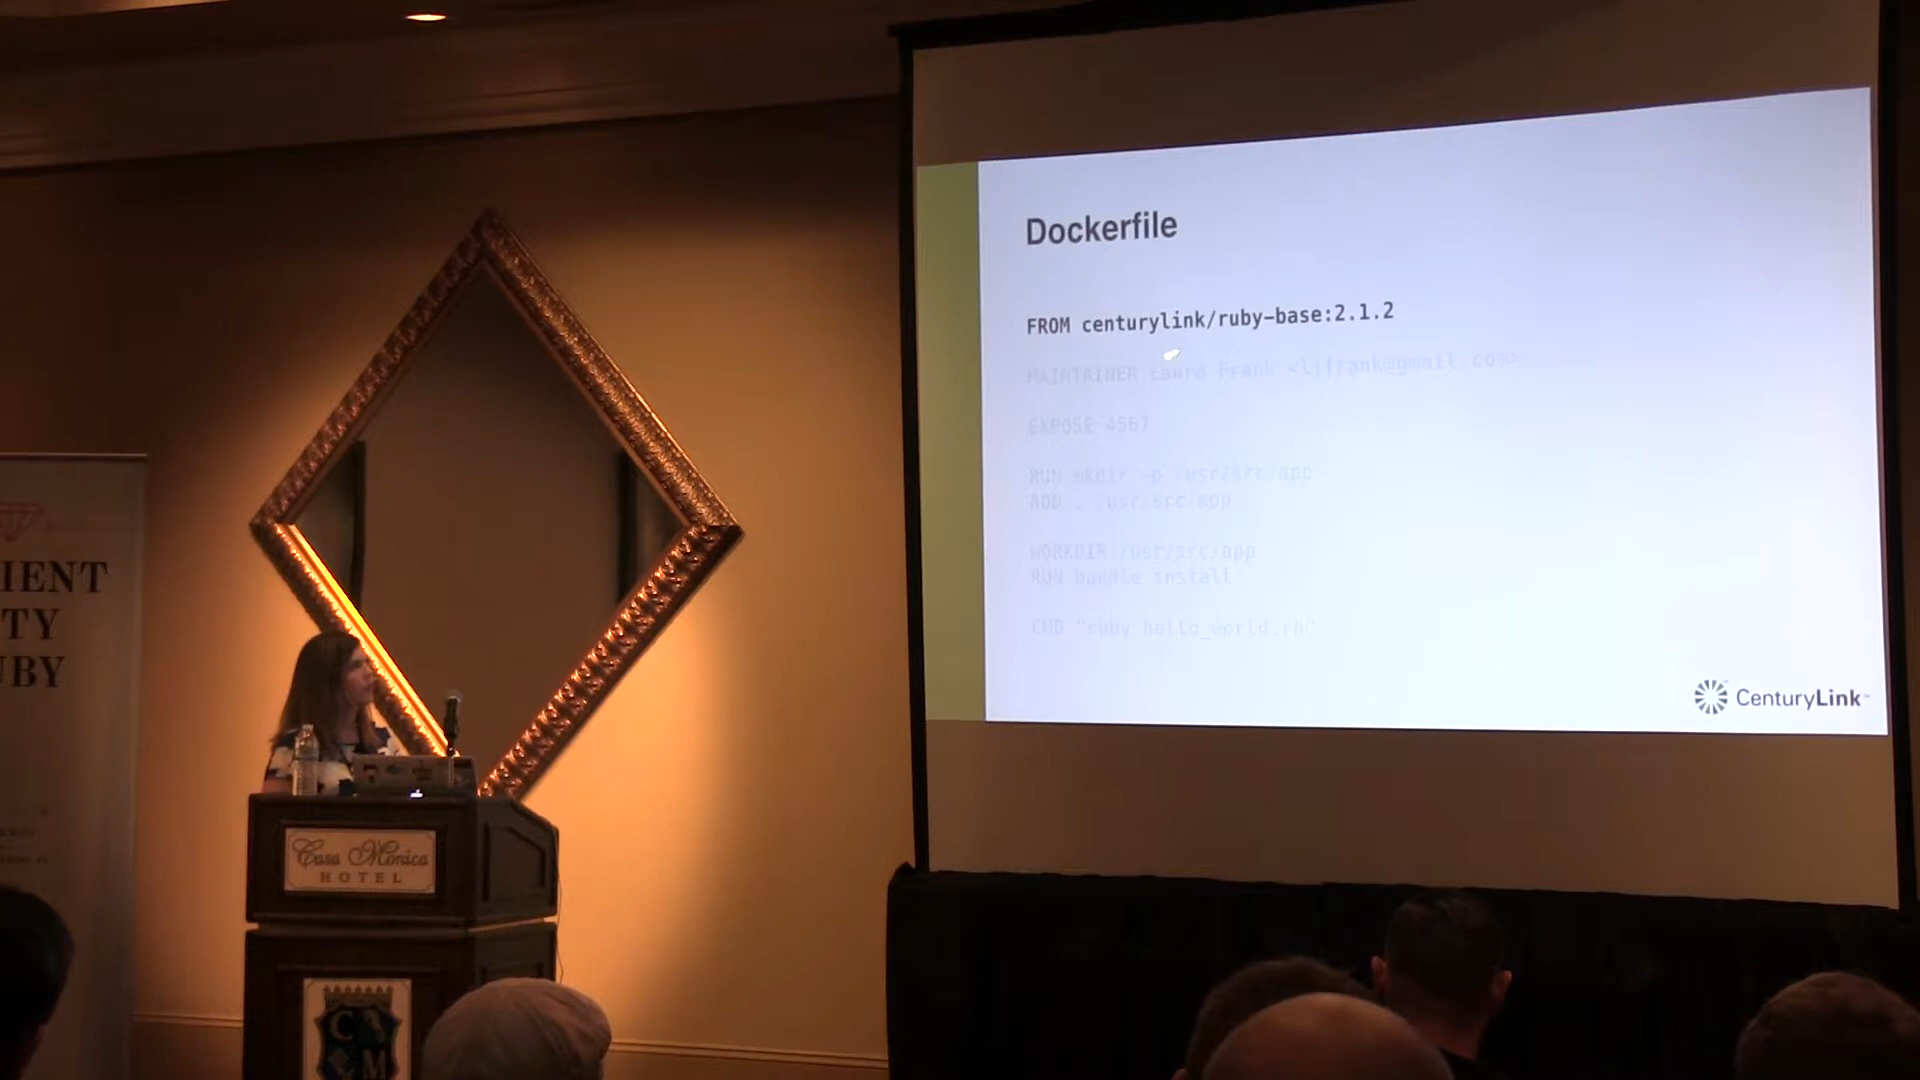 Dockerfile
FROM centurylink/ruby-base:2.1.2
MAINTAINER Laura Frank <ljfrank@gmail.com>
EXPOSE 4567
RUN mkdir -p /usr/src/app
ADD . /usr/src/app
WORKDIR /usr/src/app
RUN bundle install
CMD "ruby hello_world.rb"
CenturyLink
IENT
TY
UBY
Casa Monica
HOTEL
C
M